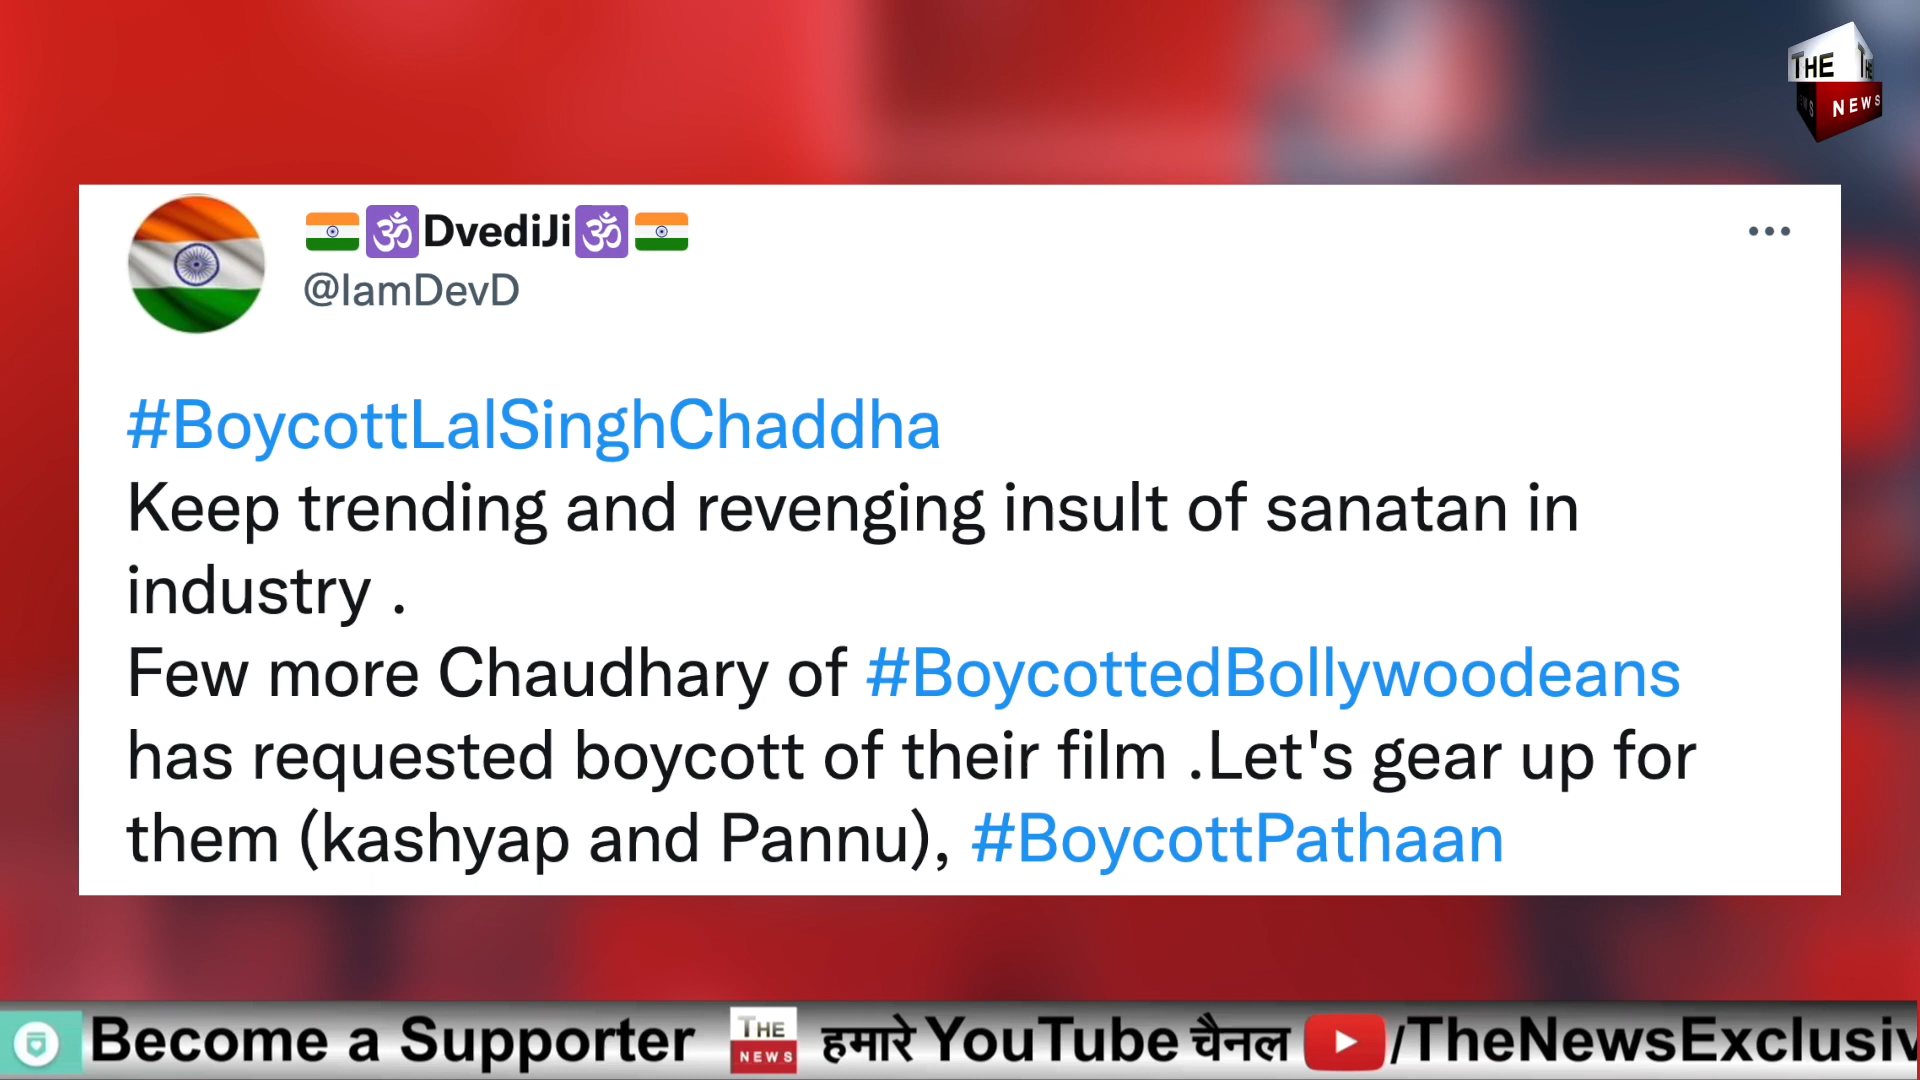 THE
NEWS
🇮🇳🕉DvediJi🕉🇮🇳
@IamDevD
#BoycottLalSinghChaddha
Keep trending and revenging insult of sanatan in
industry .
Few more Chaudhary of #BoycottedBollywoodeans
has requested boycott of their film .Let's gear up for
them (kashyap and Pannu), #BoycottPathaan
Become a Supporter THE NEWS हमारे YouTube चैनल /TheNewsExclusiv